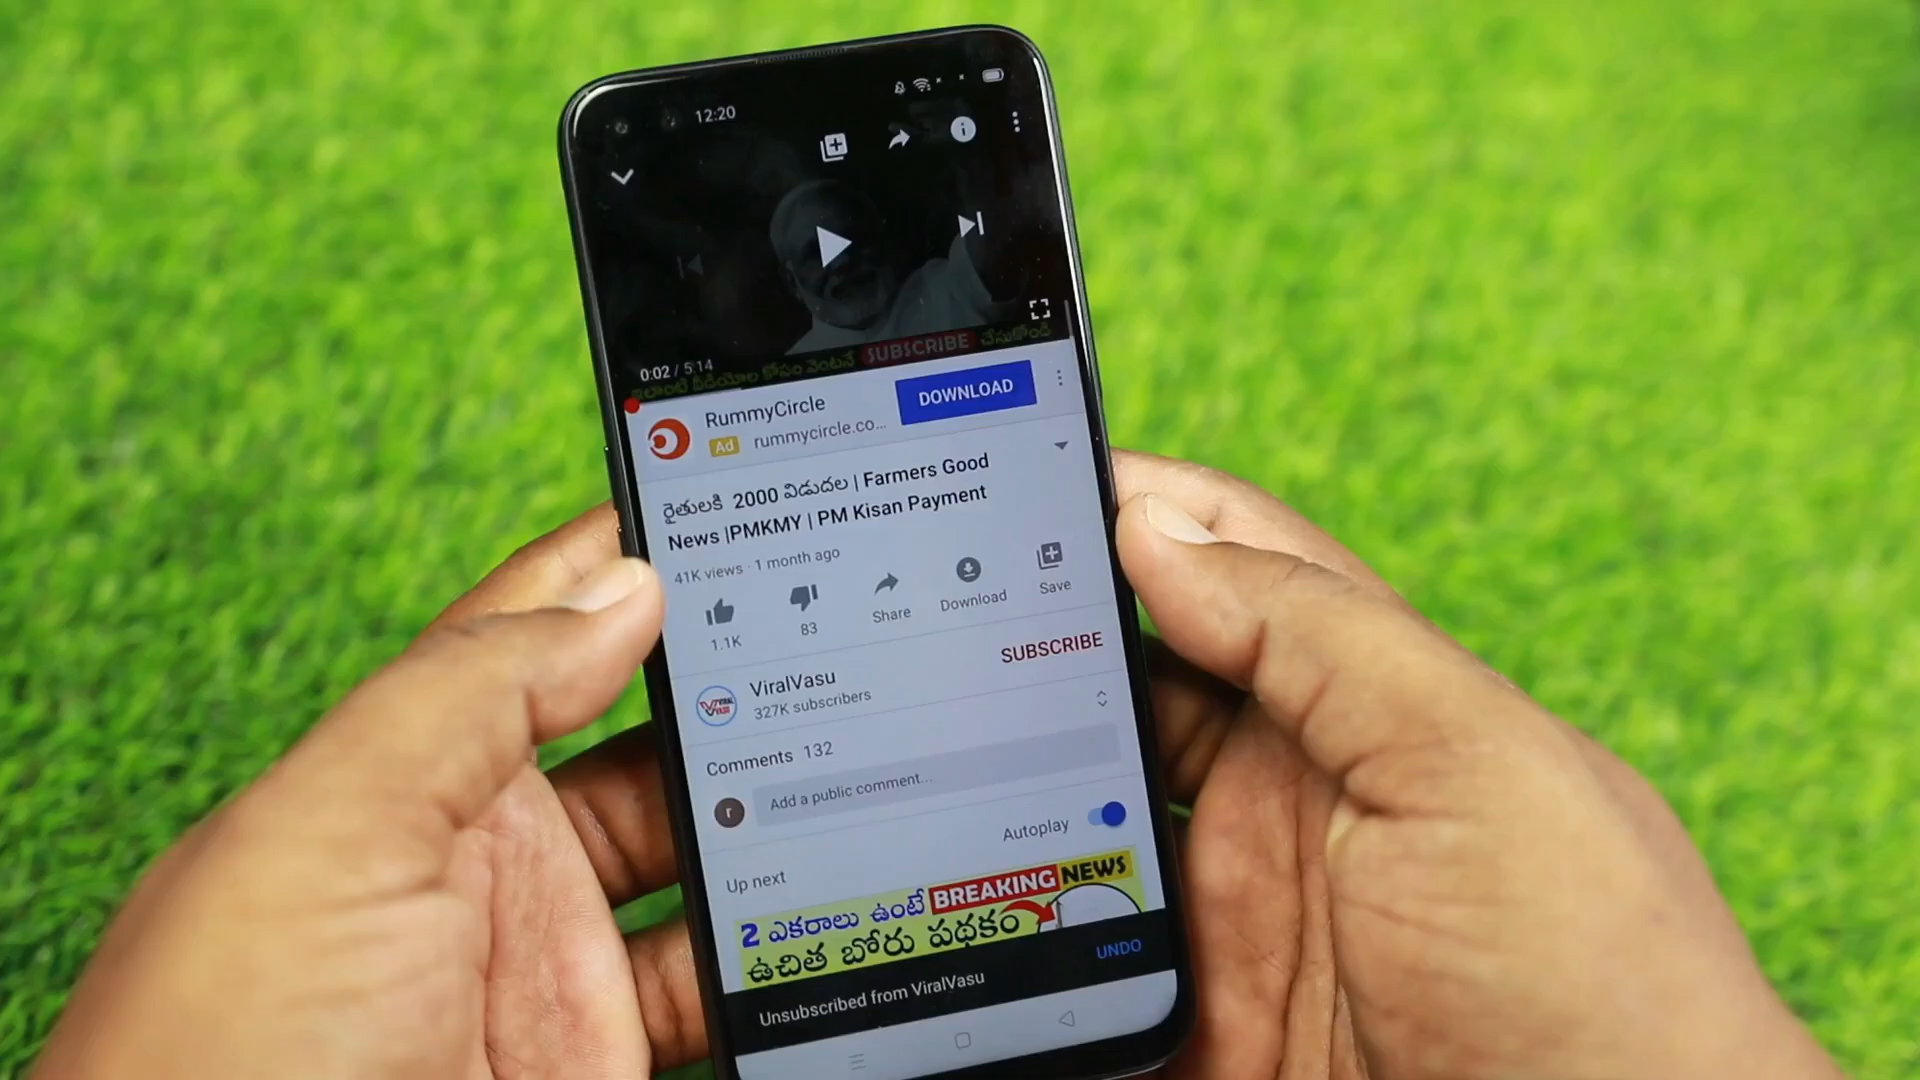 12:20
0:02 / 5:14
ఇలాంటి వీడియోల కోసం వెంటనే SUBSCRIBE చేసుకోండి
RummyCircle
DOWNLOAD
Ad rummycircle.co...
రైతులకి 2000 విడుదల | Farmers Good
News |PMKMY | PM Kisan Payment
41K views · 1 month ago
1.1K
83
Share
Download
Save
ViralVasu
327K subscribers
SUBSCRIBE
Comments 132
r
Add a public comment...
Autoplay
Up next
2 ఎకరాలు ఉంటే BREAKING NEWS
ఉచిత బోరు పథకం
Unsubscribed from ViralVasu
UNDO